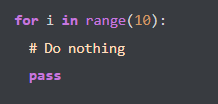 for i in range(10):
  # Do nothing
  pass